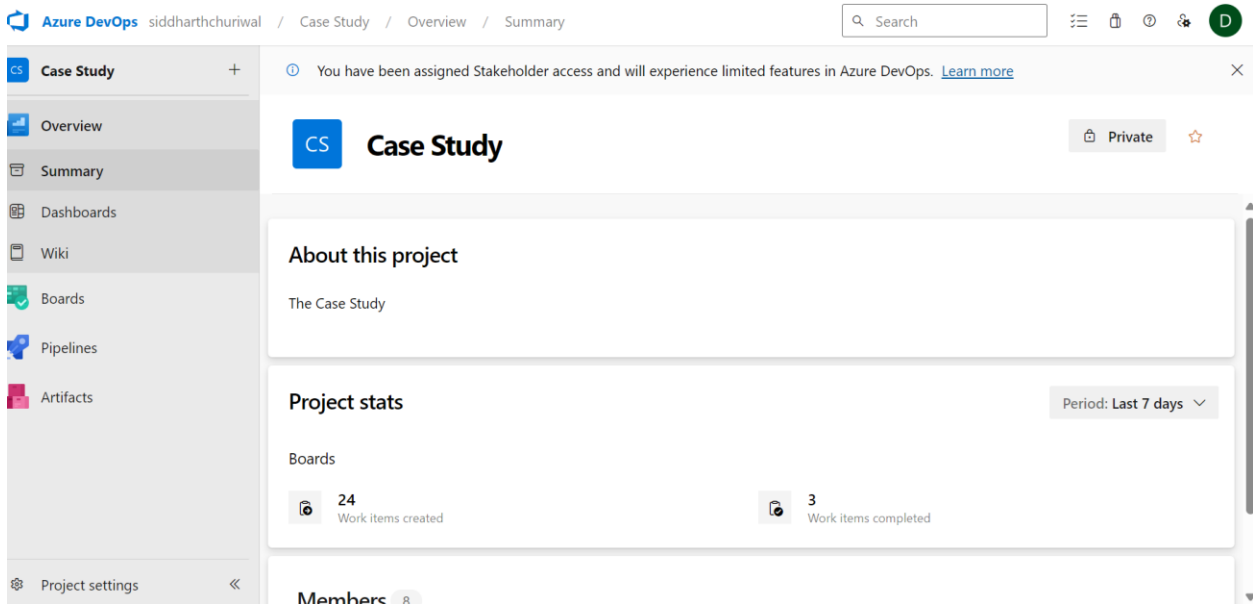 Azure DevOps siddharthchuriwal / Case Study / Overview / Summary Search D
CS Case Study +
You have been assigned Stakeholder access and will experience limited features in Azure DevOps. Learn more
Overview
Summary
Dashboards
Wiki
Boards
Pipelines
Artifacts
Project settings
CS Case Study
Private
About this project
The Case Study
Project stats
Period: Last 7 days
Boards
24
Work items created
3
Work items completed
Members 8